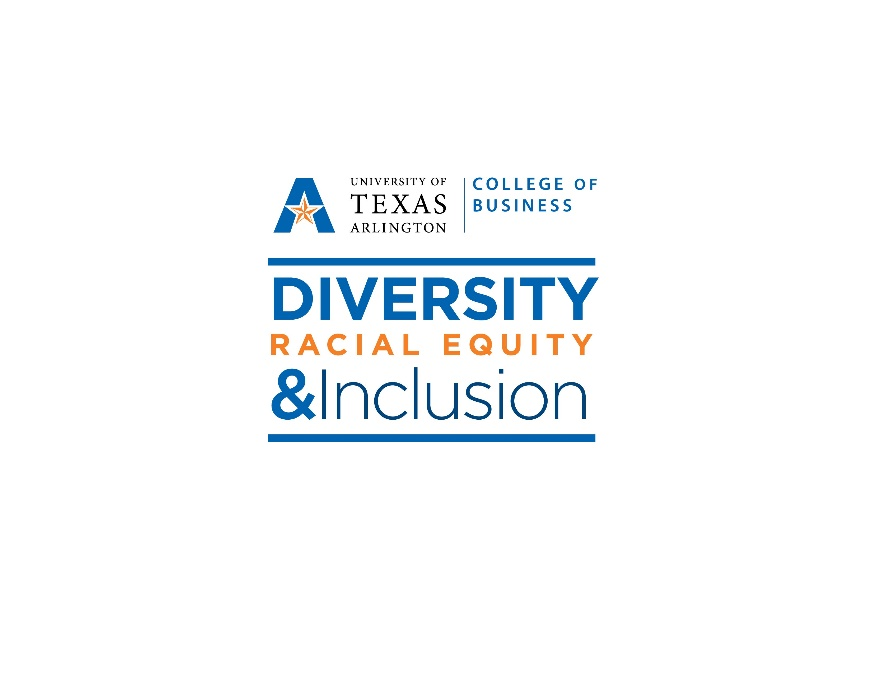 UNIVERSITY OF
TEXAS
ARLINGTON
COLLEGE OF
BUSINESS
DIVERSITY
RACIAL EQUITY
&Inclusion